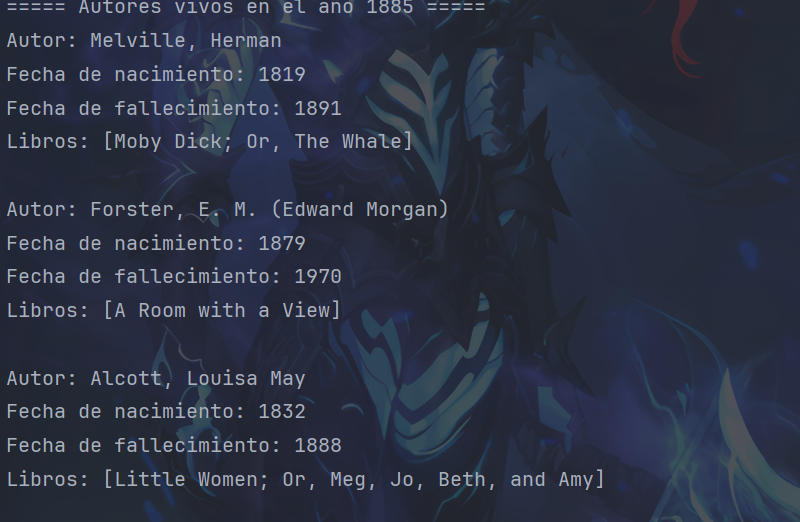 ===== Autores vivos en el año 1885 =====
Autor: Melville, Herman
Fecha de nacimiento: 1819
Fecha de fallecimiento: 1891
Libros: [Moby Dick; Or, The Whale]
Autor: Forster, E. M. (Edward Morgan)
Fecha de nacimiento: 1879
Fecha de fallecimiento: 1970
Libros: [A Room with a View]
Autor: Alcott, Louisa May
Fecha de nacimiento: 1832
Fecha de fallecimiento: 1888
Libros: [Little Women; Or, Meg, Jo, Beth, and Amy]